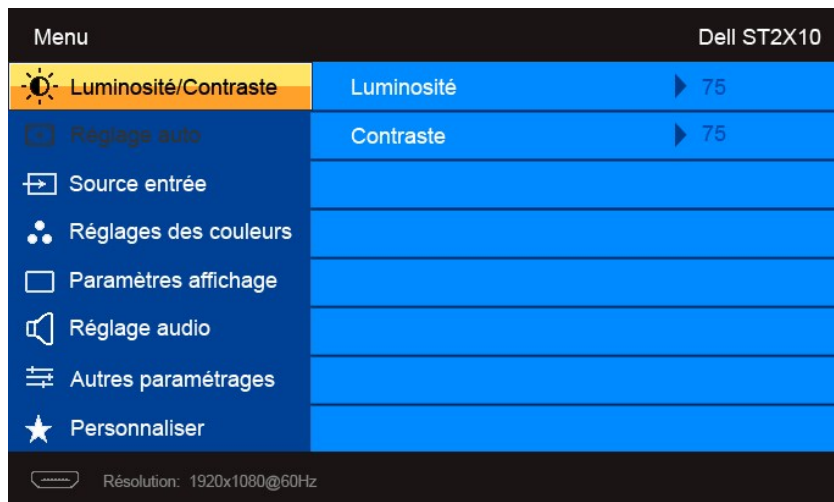 Menu Dell ST2X10
Luminosité/Contraste Luminosité 75
Réglage auto Contraste 75
Source entrée
Réglages des couleurs
Paramètres affichage
Réglage audio
Autres paramétrages
Personnaliser
Résolution: 1920x1080@60Hz